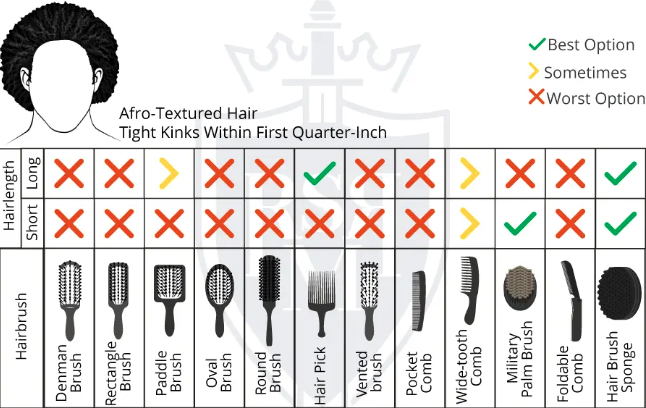 Best Option
Sometimes
Worst Option
Afro-Textured Hair
Tight Kinks Within First Quarter-Inch
Hairlength
Long
Short
Hairbrush
Denman
Brush
Rectangle
Brush
Paddle
Brush
Oval
Brush
Round
Brush
Hair Pick
Vented
brush
Pocket
Comb
Wide-tooth
Comb
Military
Palm Brush
Foldable
Comb
Hair Brush
Sponge